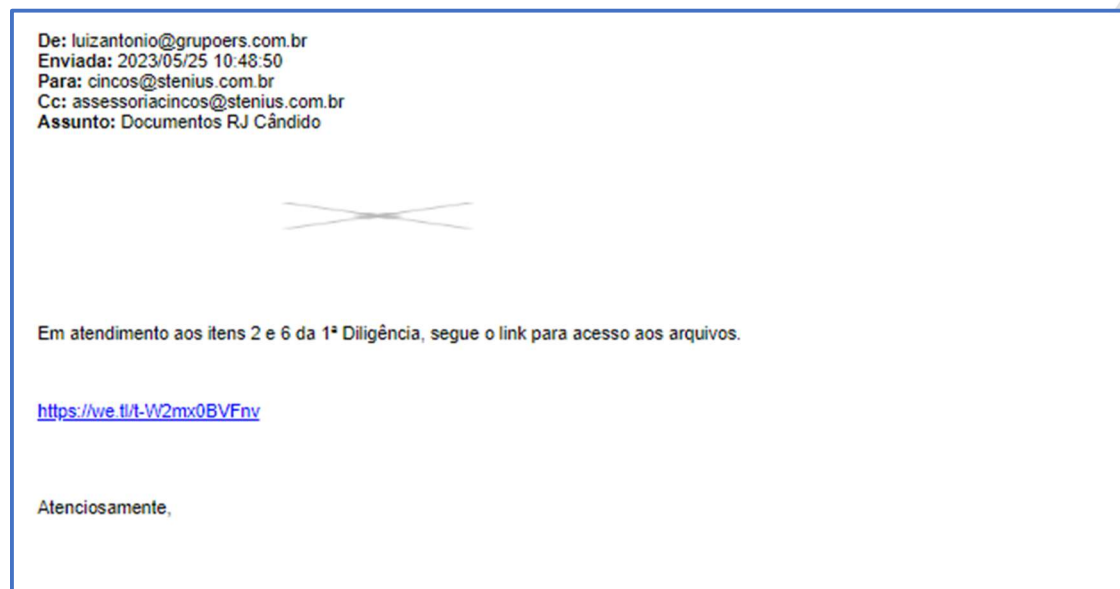 De: luizantonio@grupoers.com.br
Enviada: 2023/05/25 10:48:50
Para: cincos@stenius.com.br
Cc: assessoriacincos@stenius.com.br
Assunto: Documentos RJ Cândido
Em atendimento aos itens 2 e 6 da 1ª Diligência, segue o link para acesso aos arquivos.
https://we.tl/t-W2mx0BVFnv
Atenciosamente,